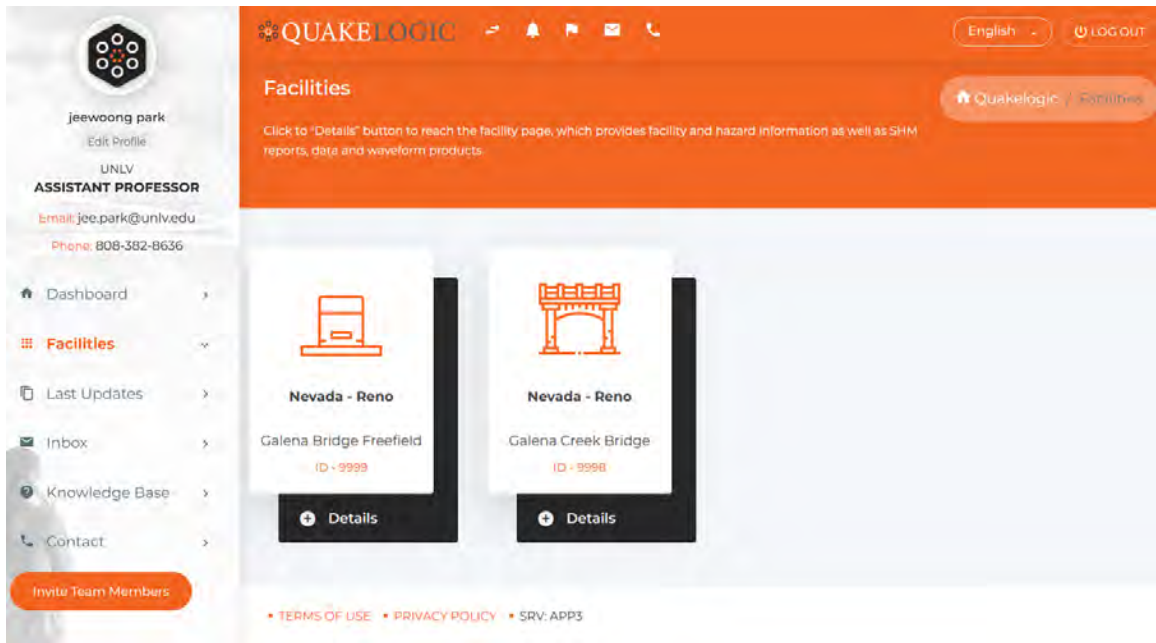 QUAKELOGIC
English
LOG OUT
Facilities
Quakelogic / Facilities
Click to "Details" button to reach the facility page, which provides facility and hazard information as well as SHM
reports, data and waveform products.
jeewoong park
Edit Profile
UNLV
ASSISTANT PROFESSOR
Email: jee.park@unlv.edu
Phone: 808-382-8636
Dashboard
Facilities
Last Updates
Inbox
Knowledge Base
Contact
Invite Team Members
Nevada - Reno
Galena Bridge Freefield
ID - 9999
Details
Nevada - Reno
Galena Creek Bridge
ID - 9998
Details
• TERMS OF USE • PRIVACY POLICY • SRV: APP3